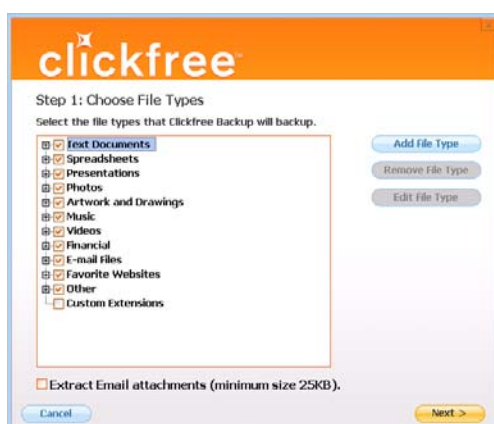 clickfree
Step 1: Choose File Types
Select the file types that Clickfree Backup will backup.
Text Documents
Spreadsheets
Presentations
Photos
Artwork and Drawings
Music
Videos
Financial
E-mail Files
Favorite Websites
Other
Custom Extensions
Add File Type
Remove File Type
Edit File Type
Extract Email attachments (minimum size 25KB).
Cancel
Next >